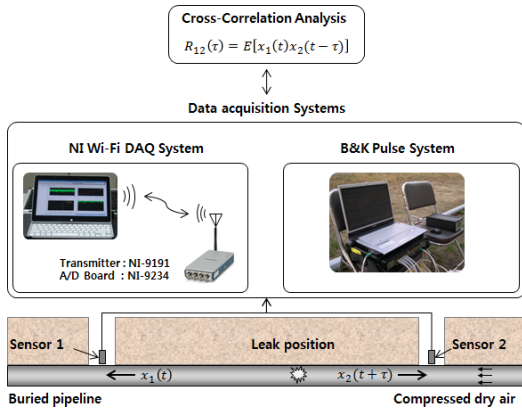 Cross-Correlation Analysis
R₁₂(τ) = E[x₁(t)x₂(t − τ)]
Data acquisition Systems
NI Wi-Fi DAQ System
B&K Pulse System
Transmitter : NI-9191
A/D Board : NI-9234
Sensor 1
Leak position
Sensor 2
x₁(t)
x₂(t + τ)
Buried pipeline
Compressed dry air